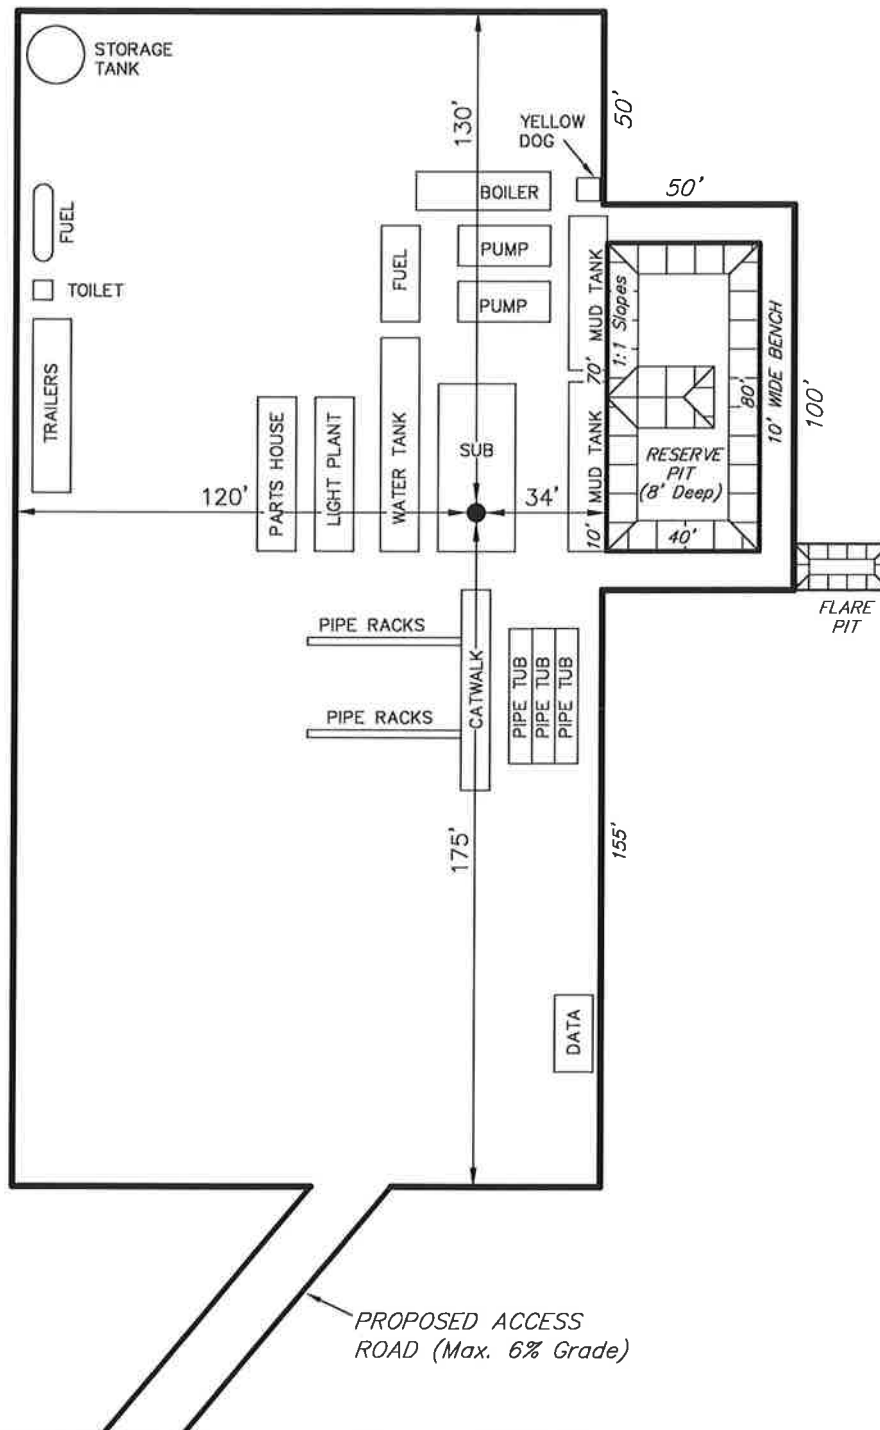 STORAGE
TANK
130'
50'
YELLOW
DOG
BOILER
50'
FUEL
FUEL
PUMP
MUD TANK
TOILET
PUMP
1:1 Slopes
70'
TRAILERS
PARTS HOUSE
LIGHT PLANT
WATER TANK
SUB
MUD TANK
80'
10' WIDE BENCH
100'
RESERVE
PIT
(8' Deep)
120'
34'
10'
40'
FLARE
PIT
PIPE RACKS
CATWALK
PIPE TUB
PIPE TUB
PIPE TUB
PIPE RACKS
175'
155'
DATA
PROPOSED ACCESS
ROAD (Max. 6% Grade)